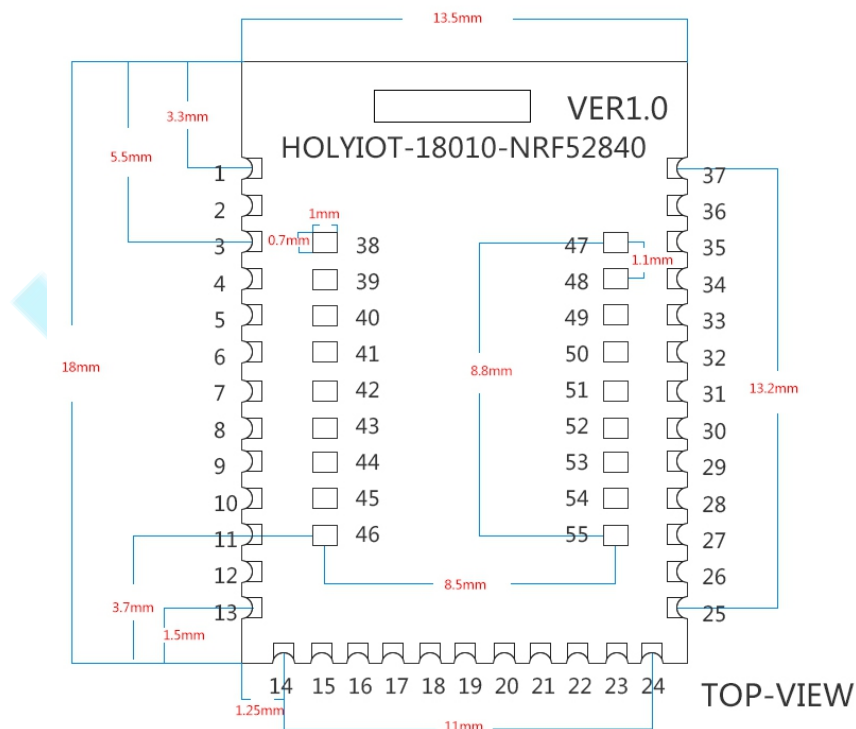 13.5mm
VER1.0
3.3mm
HOLYIOT-18010-NRF52840
5.5mm
1 37
2 1mm 36
3 0.7mm 38 47 35
1.1mm
4 39 48 34
5 40 49 33
6 41 50 32
18mm 8.8mm
13.2mm
7 42 51 31
8 43 52 30
9 44 53 29
10 45 54 28
11 46 55 27
12 8.5mm 26
3.7mm
13 25
1.5mm
14 15 16 17 18 19 20 21 22 23 24 TOP-VIEW
1.25mm
11mm